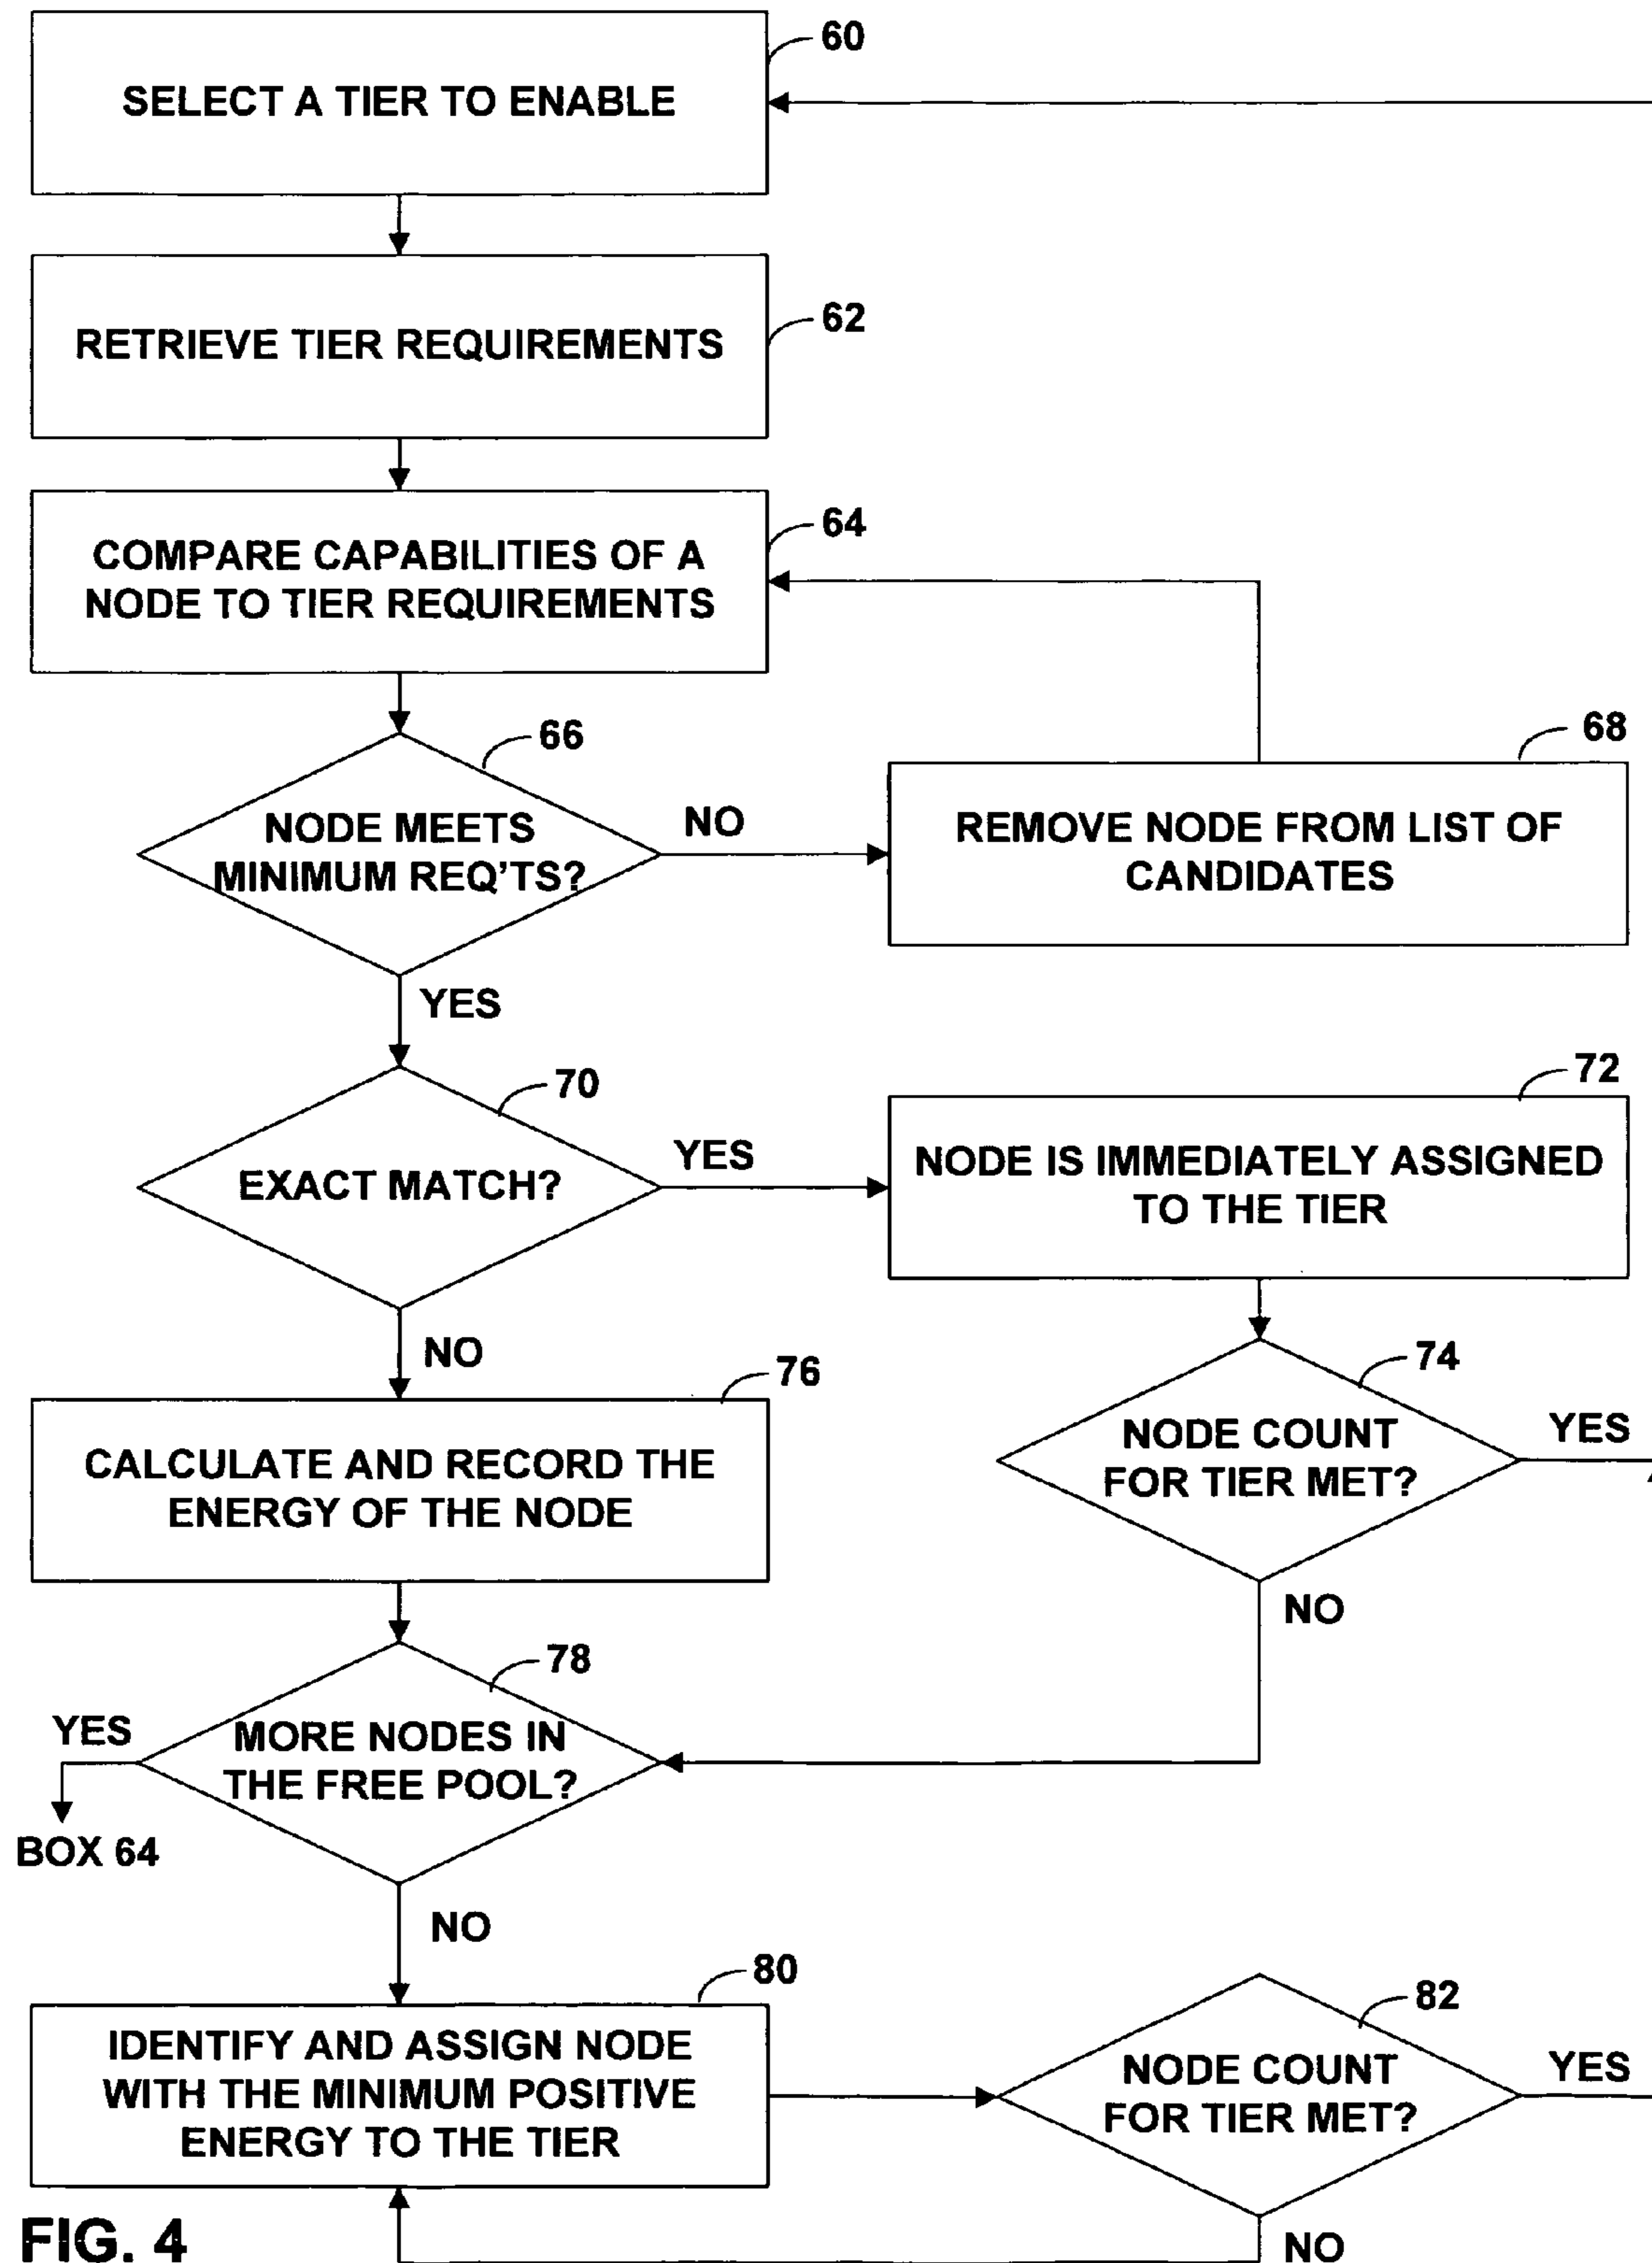 60
SELECT A TIER TO ENABLE
62
RETRIEVE TIER REQUIREMENTS
64
COMPARE CAPABILITIES OF A
NODE TO TIER REQUIREMENTS
66
NODE MEETS
MINIMUM REQ'TS?
NO
68
REMOVE NODE FROM LIST OF
CANDIDATES
YES
70
EXACT MATCH?
YES
72
NODE IS IMMEDIATELY ASSIGNED
TO THE TIER
NO
74
NODE COUNT
FOR TIER MET?
YES
NO
76
CALCULATE AND RECORD THE
ENERGY OF THE NODE
78
MORE NODES IN
THE FREE POOL?
YES
BOX 64
NO
80
IDENTIFY AND ASSIGN NODE
WITH THE MINIMUM POSITIVE
ENERGY TO THE TIER
82
NODE COUNT
FOR TIER MET?
YES
NO
FIG. 4